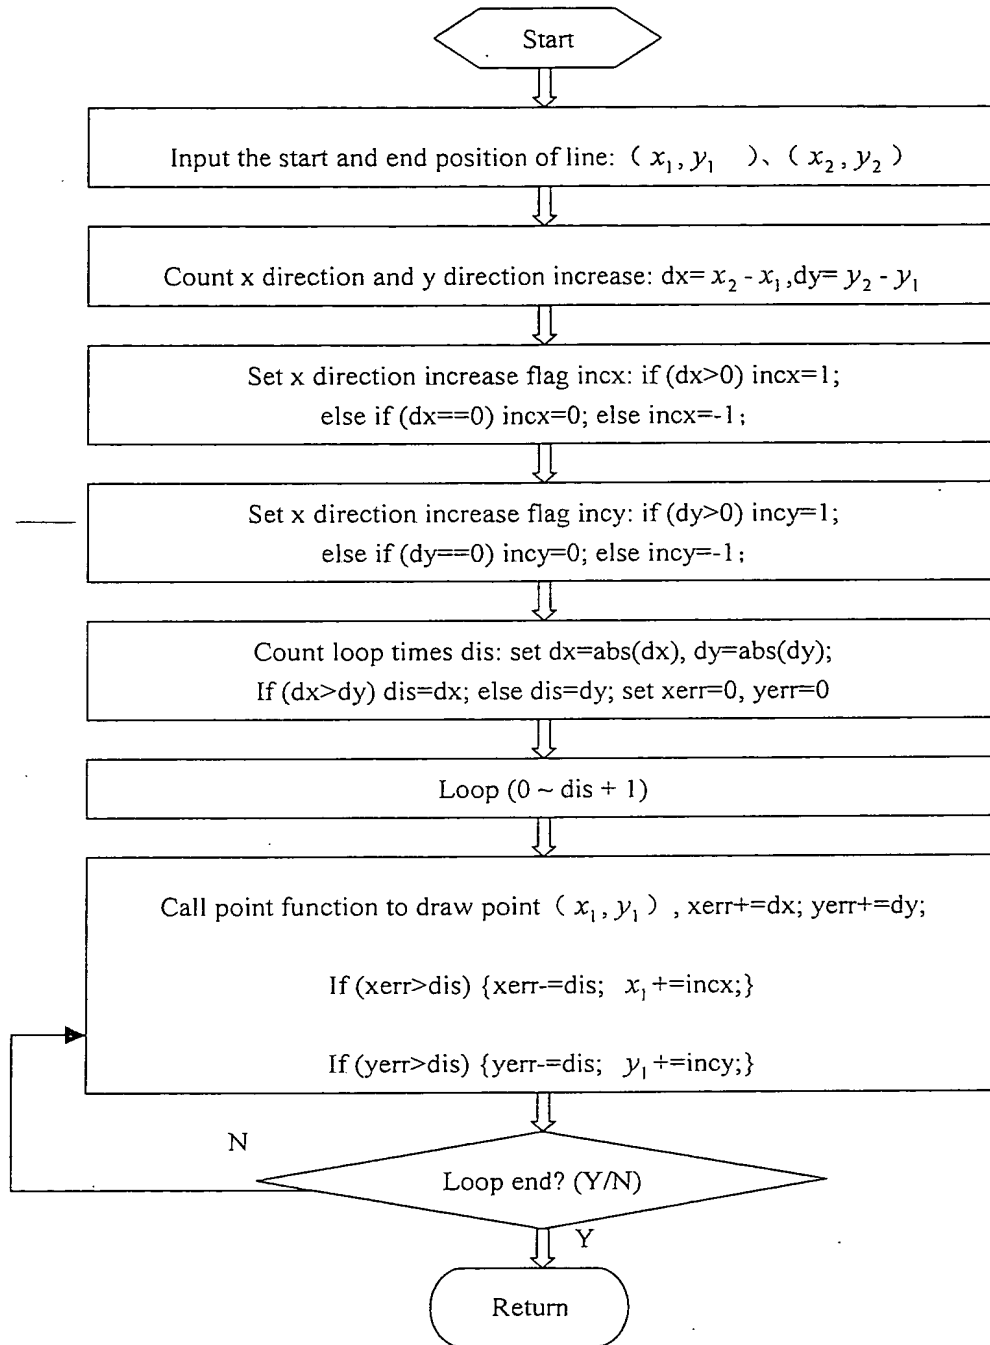 Start
Input the start and end position of line: ( x₁, y₁ )、( x₂, y₂ )
Count x direction and y direction increase: dx= x₂ - x₁,dy= y₂ - y₁
Set x direction increase flag incx: if (dx>0) incx=1;
else if (dx==0) incx=0; else incx=-1;
Set x direction increase flag incy: if (dy>0) incy=1;
else if (dy==0) incy=0; else incy=-1;
Count loop times dis: set dx=abs(dx), dy=abs(dy);
If (dx>dy) dis=dx; else dis=dy; set xerr=0, yerr=0
Loop (0 ~ dis + 1)
Call point function to draw point ( x₁, y₁ ) , xerr+=dx; yerr+=dy;
If (xerr>dis) {xerr-=dis; x₁+=incx;}
If (yerr>dis) {yerr-=dis; y₁+=incy;}
N
Loop end? (Y/N)
Y
Return